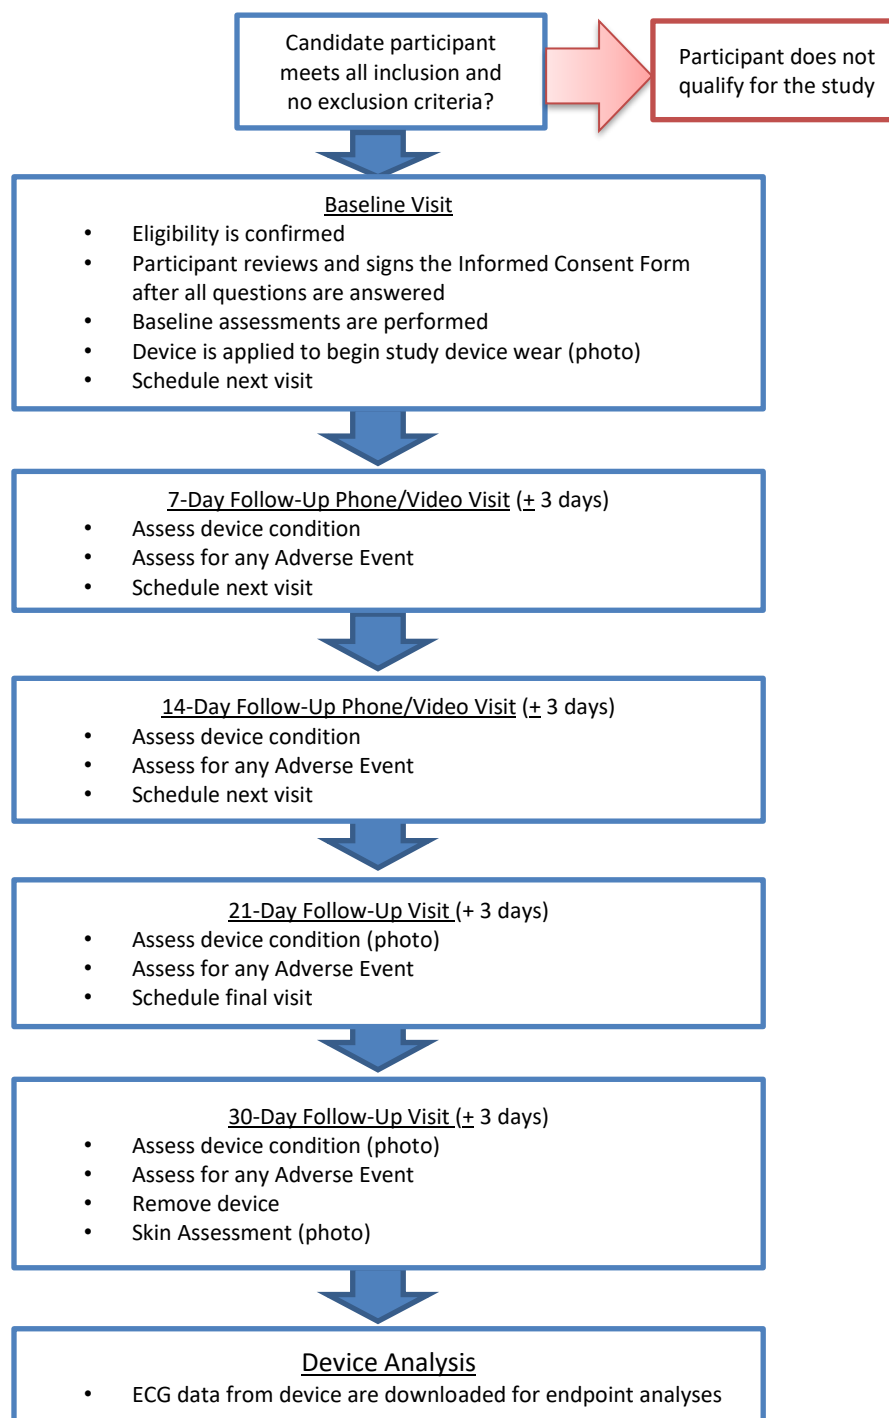 Candidate participant
meets all inclusion and
no exclusion criteria?
Participant does not
qualify for the study
Baseline Visit
• Eligibility is confirmed
• Participant reviews and signs the Informed Consent Form
after all questions are answered
• Baseline assessments are performed
• Device is applied to begin study device wear (photo)
• Schedule next visit
7-Day Follow-Up Phone/Video Visit (± 3 days)
• Assess device condition
• Assess for any Adverse Event
• Schedule next visit
14-Day Follow-Up Phone/Video Visit (± 3 days)
• Assess device condition
• Assess for any Adverse Event
• Schedule next visit
21-Day Follow-Up Visit (+ 3 days)
• Assess device condition (photo)
• Assess for any Adverse Event
• Schedule final visit
30-Day Follow-Up Visit (± 3 days)
• Assess device condition (photo)
• Assess for any Adverse Event
• Remove device
• Skin Assessment (photo)
Device Analysis
• ECG data from device are downloaded for endpoint analyses